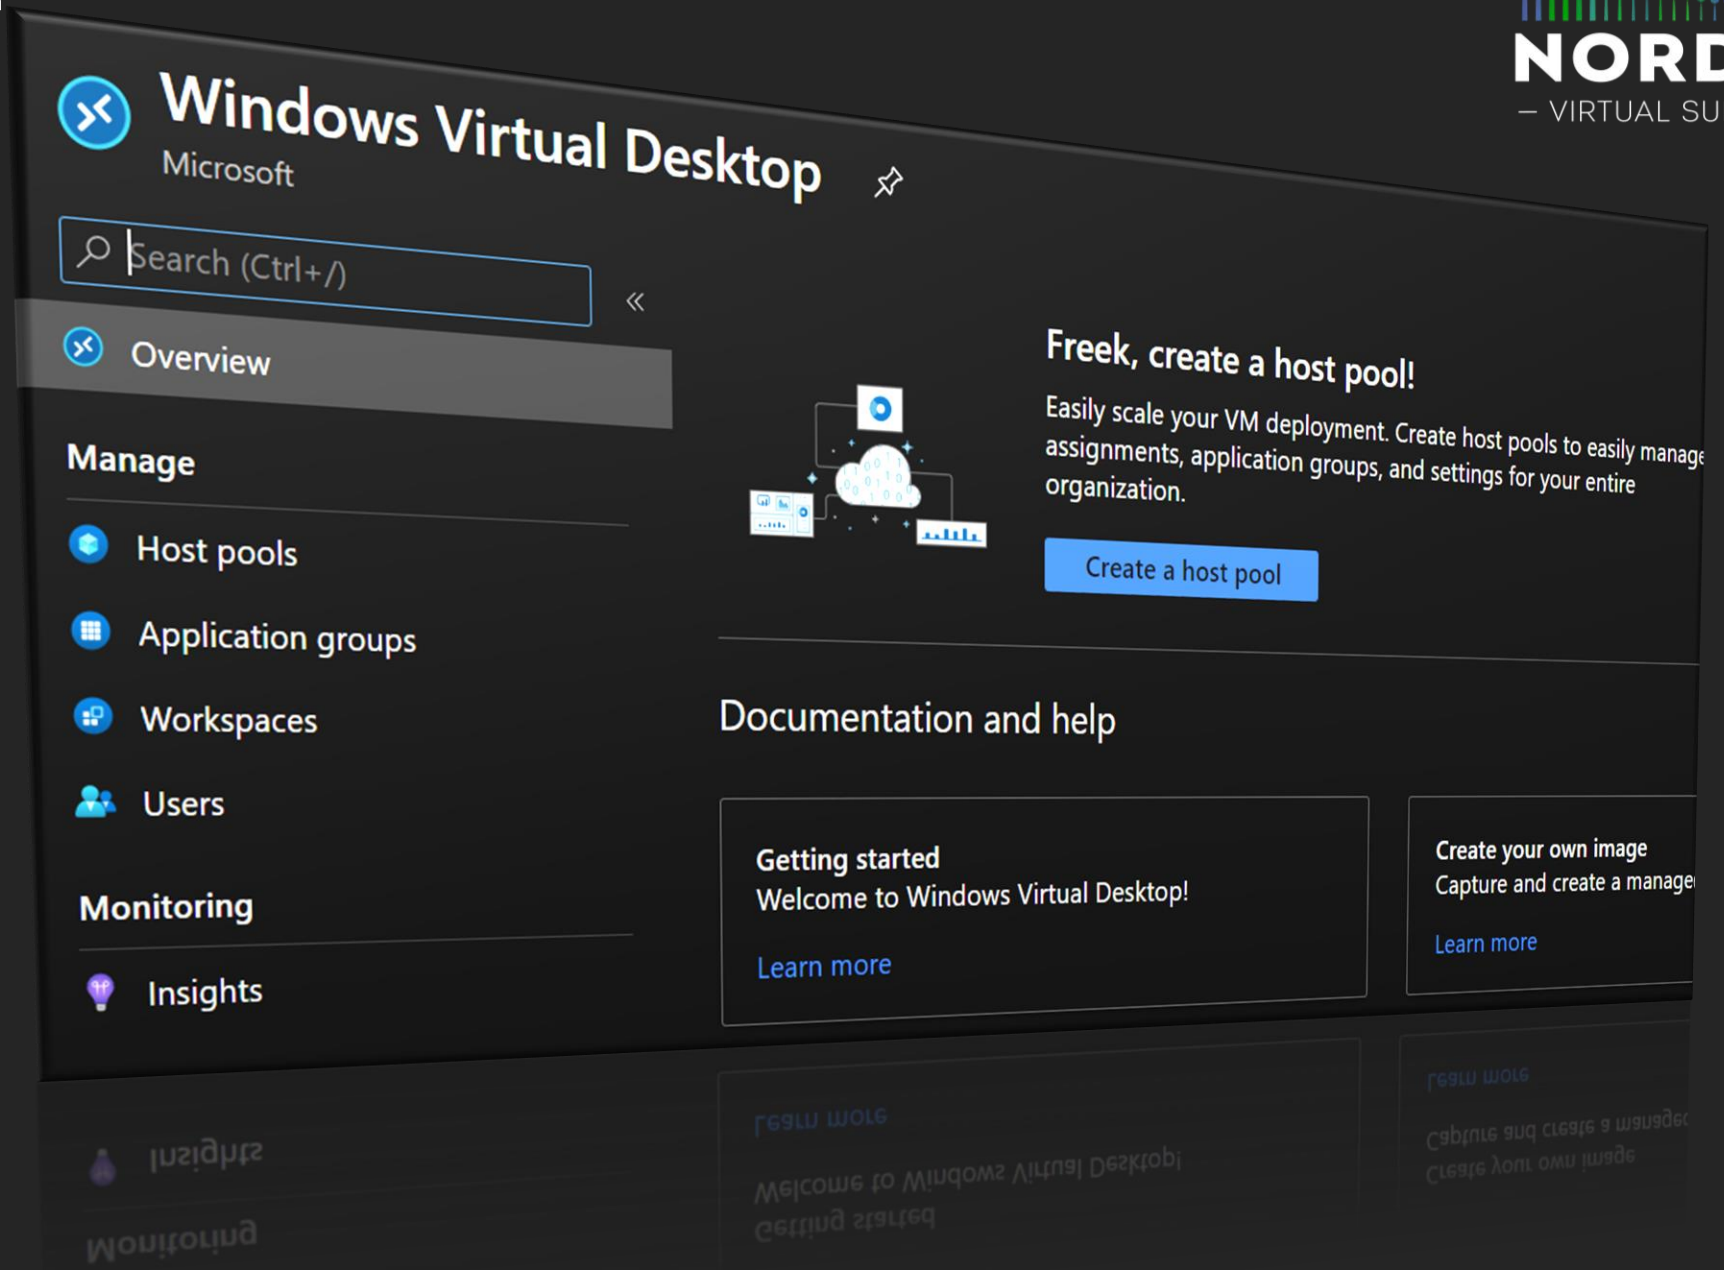 NORD
— VIRTUAL SU
Windows Virtual Desktop
Microsoft
Search (Ctrl+/)
«
Overview
Manage
Host pools
Application groups
Workspaces
Users
Monitoring
Insights
Freek, create a host pool!
Easily scale your VM deployment. Create host pools to easily manage
assignments, application groups, and settings for your entire
organization.
Create a host pool
Documentation and help
Getting started
Welcome to Windows Virtual Desktop!
Learn more
Create your own image
Capture and create a manage
Learn more